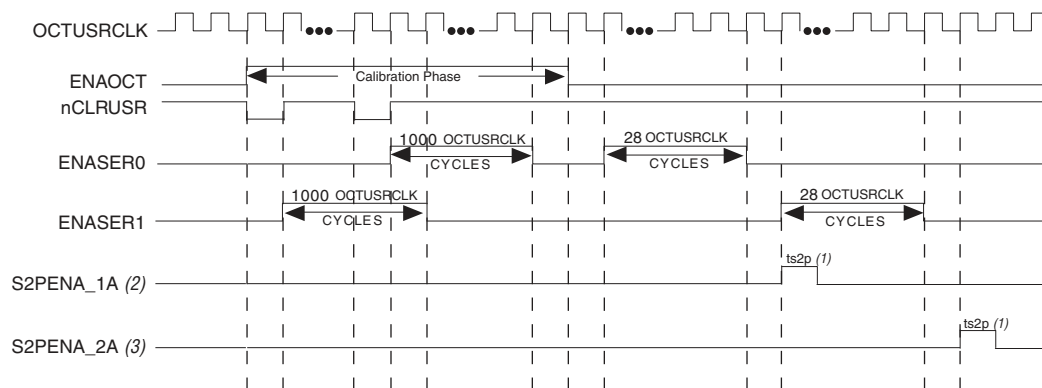 OCTUSRCLK
ENAOCT
Calibration Phase
nCLRUSR
1000 OCTUSRCLK
28 OCTUSRCLK
ENASER0
CYCLES
CYCLES
1000 OCTUSRCLK
28 OCTUSRCLK
ENASER1
CYCLES
CYCLES
ts2p (1)
S2PENA_1A (2)
ts2p (1)
S2PENA_2A (3)